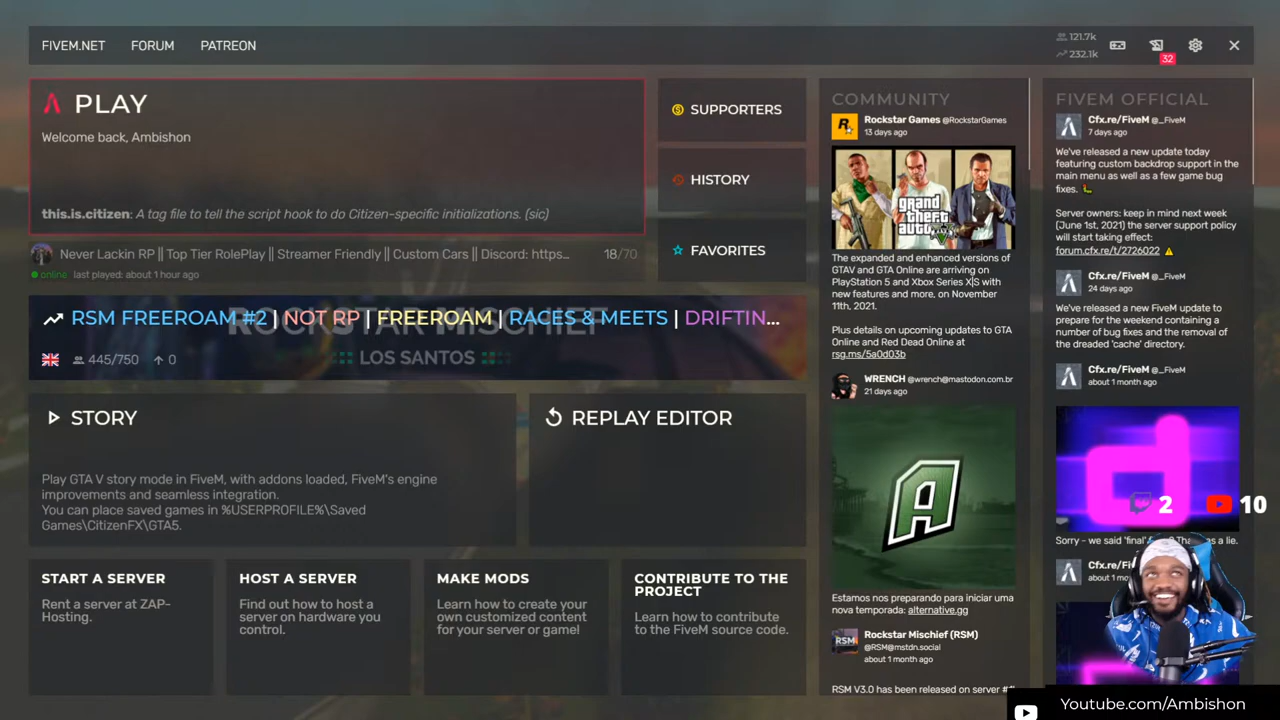 FIVEM.NET
FORUM
PATREON
121.7k
232.1k
32
PLAY
Welcome back, Ambishon
this.is.citizen: A tag file to tell the script hook to do Citizen-specific initializations. (sic)
Never Lackin RP || Top Tier RolePlay || Streamer Friendly || Custom Cars || Discord: https...
18/70
online last played: about 1 hour ago
SUPPORTERS
HISTORY
FAVORITES
RSM FREEROAM #2 | NOT RP | FREEROAM | RACES & MEETS | DRIFTIN...
ROCKSTAR MISCHIEF
LOS SANTOS
445/750
0
STORY
Play GTA V story mode in FiveM, with addons loaded, FiveM's engine
improvements and seamless integration.
You can place saved games in %USERPROFILE%\Saved
Games\CitizenFX\GTA5.
REPLAY EDITOR
START A SERVER
Rent a server at ZAP-
Hosting.
HOST A SERVER
Find out how to host a
server on hardware you
control.
MAKE MODS
Learn how to create your
own customized content
for your server or game!
CONTRIBUTE TO THE
PROJECT
Learn how to contribute
to the FiveM source code.
COMMUNITY
Rockstar Games @RockstarGames
13 days ago
grand
theft
auto
The expanded and enhanced versions of
GTAV and GTA Online are arriving on
PlayStation 5 and Xbox Series X|S with
new features and more, on November
11th, 2021.
Plus details on upcoming updates to GTA
Online and Red Dead Online at
rsg.ms/5a0d03b
WRENCH @wrench@mastodon.com.br
21 days ago
A
Estamos nos preparando para iniciar uma
nova temporada: alternative.gg
RSM
Rockstar Mischief (RSM)
@RSM@mstdn.social
about 1 month ago
RSM V3.0 has been released on server #1!
FIVEM OFFICIAL
Cfx.re/FiveM @_FiveM
7 days ago
We've released a new update today
featuring custom backdrop support in the
main menu as well as a few game bug
fixes.
Server owners: keep in mind next week
(June 1st, 2021) the server support policy
will start taking effect:
forum.cfx.re/t/2726022
Cfx.re/FiveM @_FiveM
24 days ago
We've released a new FiveM update to
prepare for the weekend containing a
number of bug fixes and the removal of
the dreaded 'cache' directory.
Cfx.re/FiveM @_FiveM
about 1 month ago
2
10
Sorry - we said 'final'
as a lie.
Cfx.re/
about 1 mo
Youtube.com/Ambishon